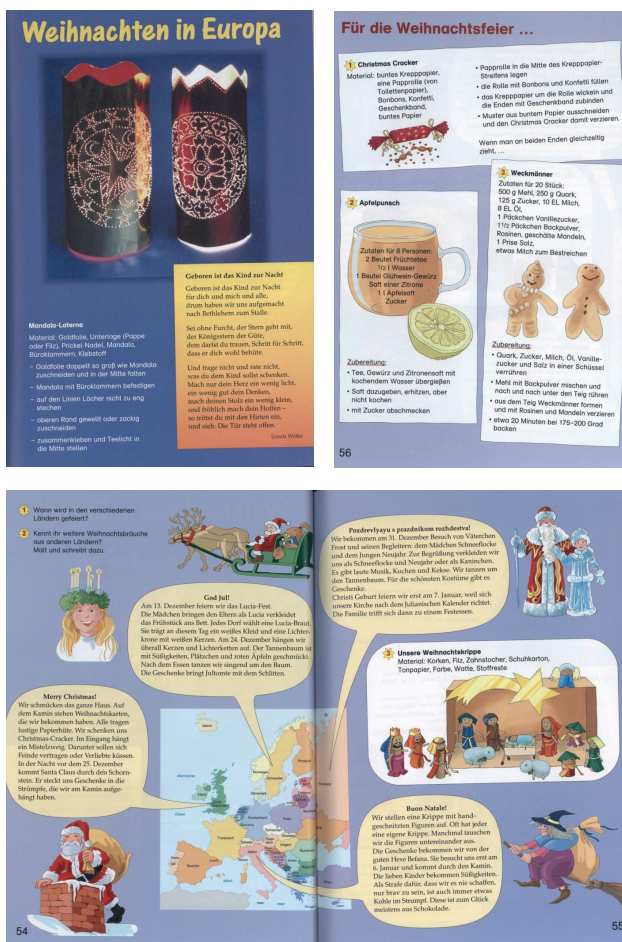 Weihnachten in Europa
Mandala-Laterne
Material: Goldfolie, Unterlage (Pappe
oder Filz), Prickel-Nadel, Mandala,
Büroklammern, Klebstoff
– Goldfolie doppelt so groß wie Mandala
zuschneiden und in der Mitte falten
– Mandala mit Büroklammern befestigen
– auf den Linien Löcher nicht zu eng
stechen
– oberen Rand gewellt oder zackig
zuschneiden
– zusammenkleben und Teelicht in
die Mitte stellen
Geboren ist das Kind zur Nacht
Geboren ist das Kind zur Nacht
für dich und mich und alle,
drum haben wir uns aufgemacht
nach Bethlehem zum Stalle.
Sei ohne Furcht, der Stern geht mit,
der Königsstern der Güte,
dem darfst du trauen, Schritt für Schritt,
dass er dich wohl behüte.
Und frage nicht und rate nicht,
was du dem Kind sollst schenken.
Mach nur dein Herz ein wenig licht,
ein wenig gut dein Denken,
mach deinen Stolz ein wenig klein,
und fröhlich mach dein Hoffen –
so trittst du mit den Hirten ein,
und sieh: Die Tür steht offen.
Ursula Wölfel
Für die Weihnachtsfeier ...
1 Christmas Cracker
Material: buntes Krepppapier,
eine Papprolle (von
Toilettenpapier),
Bonbons, Konfetti,
Geschenkband,
buntes Papier
• Papprolle in die Mitte des Krepppapier-
Streifens legen
• die Rolle mit Bonbons und Konfetti füllen
• das Krepppapier um die Rolle wickeln und
die Enden mit Geschenkband zubinden
• Muster aus buntem Papier ausschneiden
und den Christmas Cracker damit verzieren.
Wenn man an beiden Enden gleichzeitig
zieht, ...
2 Apfelpunsch
Zutaten für 8 Personen:
2 Beutel Früchtetee
1/2 l Wasser
1 Beutel Glühwein-Gewürz
Saft einer Zitrone
1 l Apfelsaft
Zucker
Zubereitung:
• Tee, Gewürz und Zitronensaft mit
kochendem Wasser übergießen
• Saft dazugeben, erhitzen, aber
nicht kochen
• mit Zucker abschmecken
3 Weckmänner
Zutaten für 20 Stück:
500 g Mehl, 250 g Quark,
125 g Zucker, 10 EL Milch,
8 EL Öl,
1 Päckchen Vanillezucker,
1 1/2 Päckchen Backpulver,
Rosinen, geschälte Mandeln,
1 Prise Salz,
etwas Milch zum Bestreichen
Zubereitung:
• Quark, Zucker, Milch, Öl, Vanille-
zucker und Salz in einer Schüssel
verrühren
• Mehl mit Backpulver mischen und
nach und nach unter den Teig rühren
• aus dem Teig Weckmänner formen
und mit Rosinen und Mandeln verzieren
• etwa 20 Minuten bei 175–200 Grad
backen
56
1 Wann wird in den verschiedenen
Ländern gefeiert?
2 Kennt ihr weitere Weihnachtsbräuche
aus anderen Ländern?
Malt und schreibt dazu.
God Jul!
Am 13. Dezember feiern wir das Lucia-Fest.
Die Mädchen bringen den Eltern als Lucia verkleidet
das Frühstück ans Bett. Jedes Dorf wählt eine Lucia-Braut.
Sie trägt an diesem Tag ein weißes Kleid und eine Lichter-
krone mit weißen Kerzen. Am 24. Dezember hängen wir
überall Kerzen und Lichterketten auf. Der Tannenbaum ist
mit Süßigkeiten, Plätzchen und roten Äpfeln geschmückt.
Nach dem Essen tanzen wir singend um den Baum.
Die Geschenke bringt Jultomte mit dem Schlitten.
Merry Christmas!
Wir schmücken das ganze Haus. Auf
dem Kamin stehen Weihnachtskarten,
die wir bekommen haben. Alle tragen
lustige Papierhüte. Wir schenken uns
Christmas-Cracker. Im Eingang hängt
ein Mistelzweig. Darunter sollen sich
Feinde vertragen oder Verliebte küssen.
In der Nacht vor dem 25. Dezember
kommt Santa Claus durch den Schorn-
stein. Er steckt uns Geschenke in die
Strümpfe, die wir am Kamin aufge-
hängt haben.
54
Pozdrevlyayu s prazdnikom rozhdestva!
Wir bekommen am 31. Dezember Besuch von Väterchen
Frost und seinen Begleitern: dem Mädchen Schneeflocke
und dem Jungen Neujahr. Zur Begrüßung verkleiden wir
uns als Schneeflocke und Neujahr oder als Kaninchen.
Es gibt laute Musik, Kuchen und Kekse. Wir tanzen um
den Tannenbaum. Für die schönsten Kostüme gibt es
Geschenke.
Christi Geburt feiern wir erst am 7. Januar, weil sich
unsere Kirche nach dem Julianischen Kalender richtet.
Die Familie trifft sich dann zu einem Festessen.
3 Unsere Weihnachtskrippe
Material: Korken, Filz, Zahnstocher, Schuhkarton,
Tonpapier, Farbe, Watte, Stoffreste
Norwegen
Schweden
Deutschland
Polen
Frankreich
Spanien
Italien
Buon Natale!
Wir stellen eine Krippe mit hand-
geschnitzten Figuren auf. Oft hat jeder
eine eigene Krippe. Manchmal tauschen
wir die Figuren untereinander aus.
Die Geschenke bekommen wir von der
guten Hexe Befana. Sie besucht uns erst am
6. Januar und kommt durch den Kamin.
Die lieben Kinder bekommen Süßigkeiten.
Als Strafe dafür, dass wir es nicht schaffen,
nur brav zu sein, ist auch immer etwas
Kohle im Strumpf. Diese ist zum Glück
meistens aus Schokolade.
55